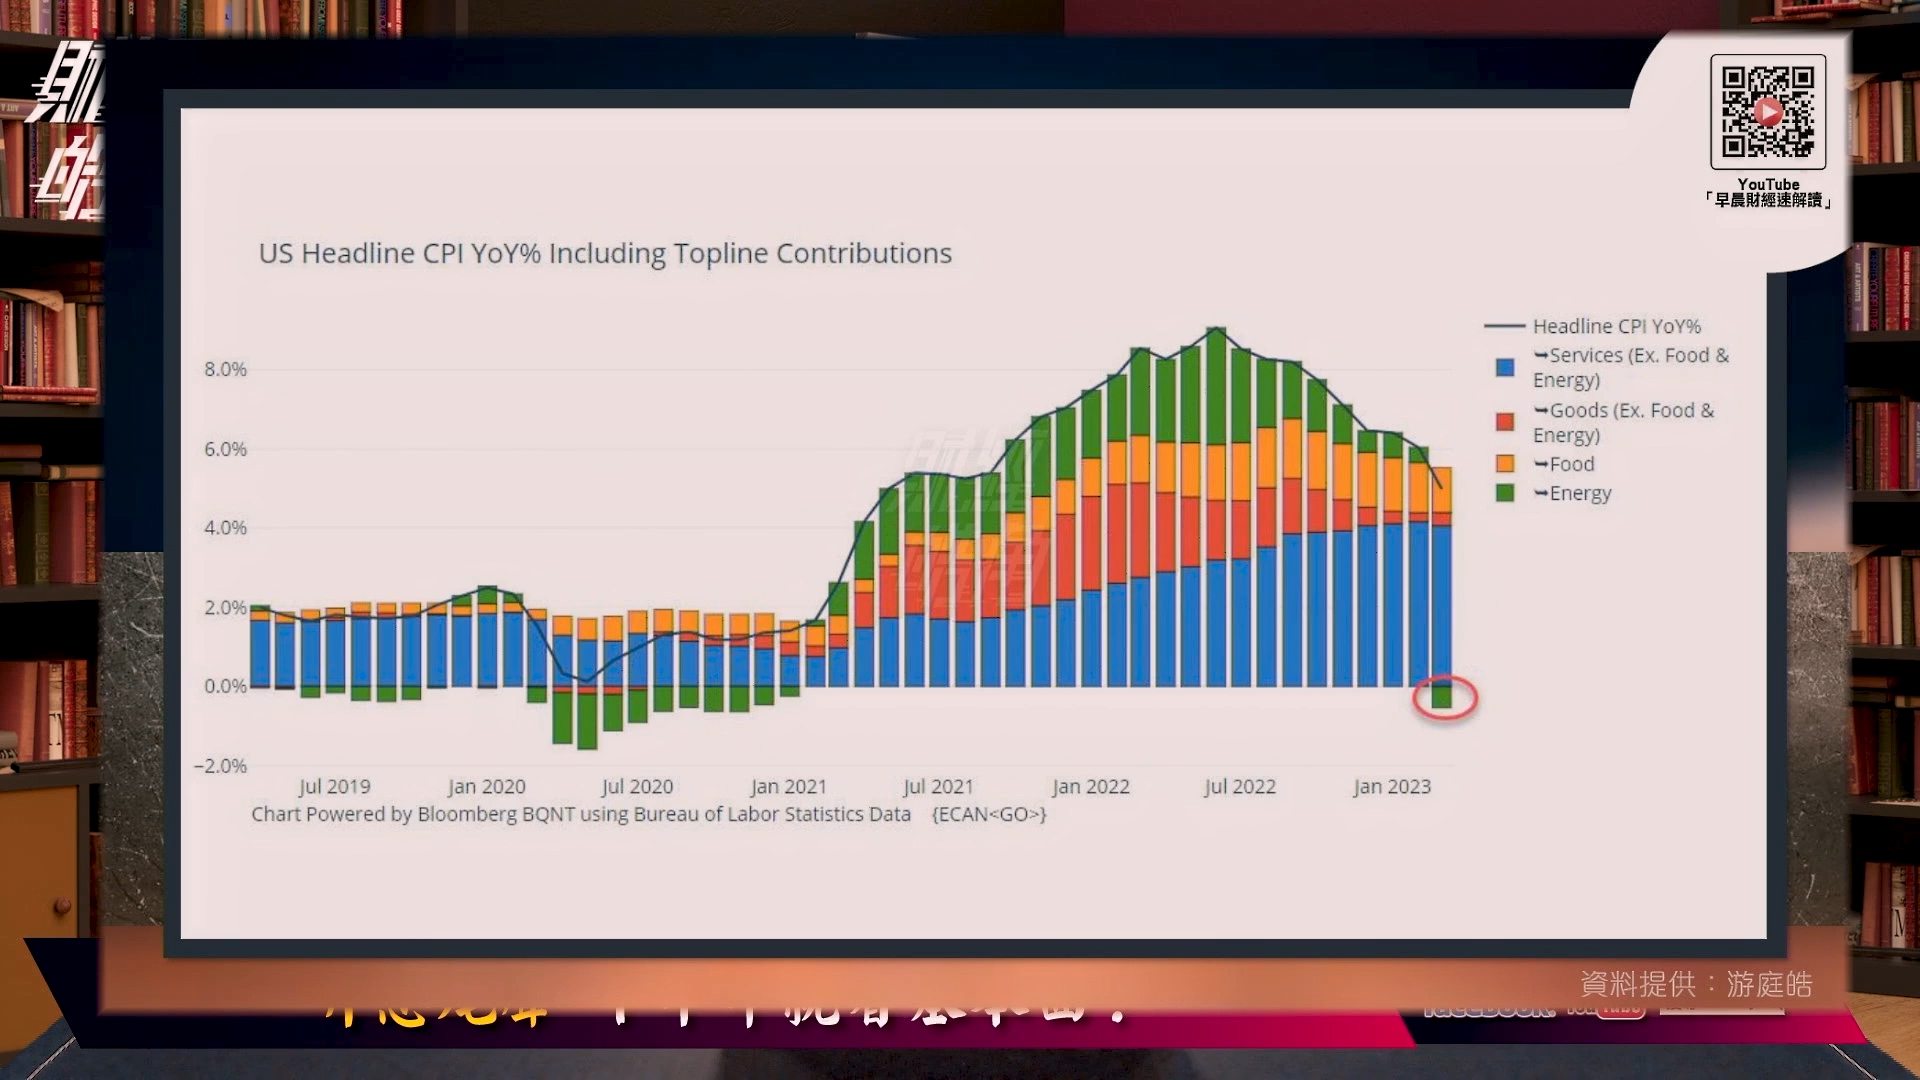 YouTube
「早晨財經速解讀」
US Headline CPI YoY% Including Topline Contributions
Headline CPI YoY%
➥Services (Ex. Food &
Energy)
➥Goods (Ex. Food &
Energy)
➥Food
➥Energy
8.0%
6.0%
4.0%
2.0%
0.0%
−2.0%
Jul 2019 Jan 2020 Jul 2020 Jan 2021 Jul 2021 Jan 2022 Jul 2022 Jan 2023
Chart Powered by Bloomberg BQNT using Bureau of Labor Statistics Data {ECAN<GO>}
資料提供：游庭皓